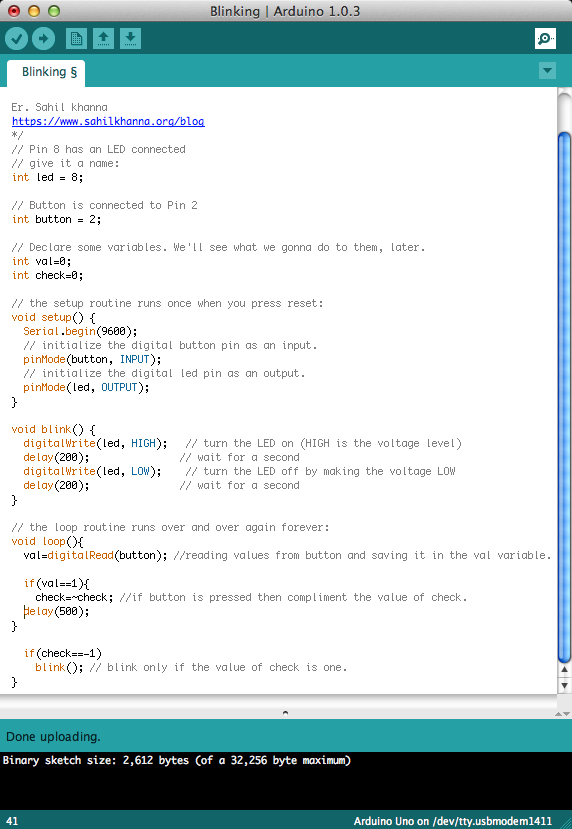 Blinking | Arduino 1.0.3
Blinking §
Er. Sahil khanna
https://www.sahilkhanna.org/blog
*/
// Pin 8 has an LED connected
// give it a name:
int led = 8;
// Button is connected to Pin 2
int button = 2;
// Declare some variables. We'll see what we gonna do to them, later.
int val=0;
int check=0;
// the setup routine runs once when you press reset:
void setup() {
Serial.begin(9600);
// initialize the digital button pin as an input.
pinMode(button, INPUT);
// initialize the digital led pin as an output.
pinMode(led, OUTPUT);
}
void blink() {
digitalWrite(led, HIGH);   // turn the LED on (HIGH is the voltage level)
delay(200);               // wait for a second
digitalWrite(led, LOW);    // turn the LED off by making the voltage LOW
delay(200);               // wait for a second
}
// the loop routine runs over and over again forever:
void loop(){
val=digitalRead(button); //reading values from button and saving it in the val variable.
if(val==1){
check=~check; //if button is pressed then compliment the value of check.
delay(500);
}
if(check==-1)
blink(); // blink only if the value of check is one.
}
Done uploading.
Binary sketch size: 2,612 bytes (of a 32,256 byte maximum)
41
Arduino Uno on /dev/tty.usbmodem1411